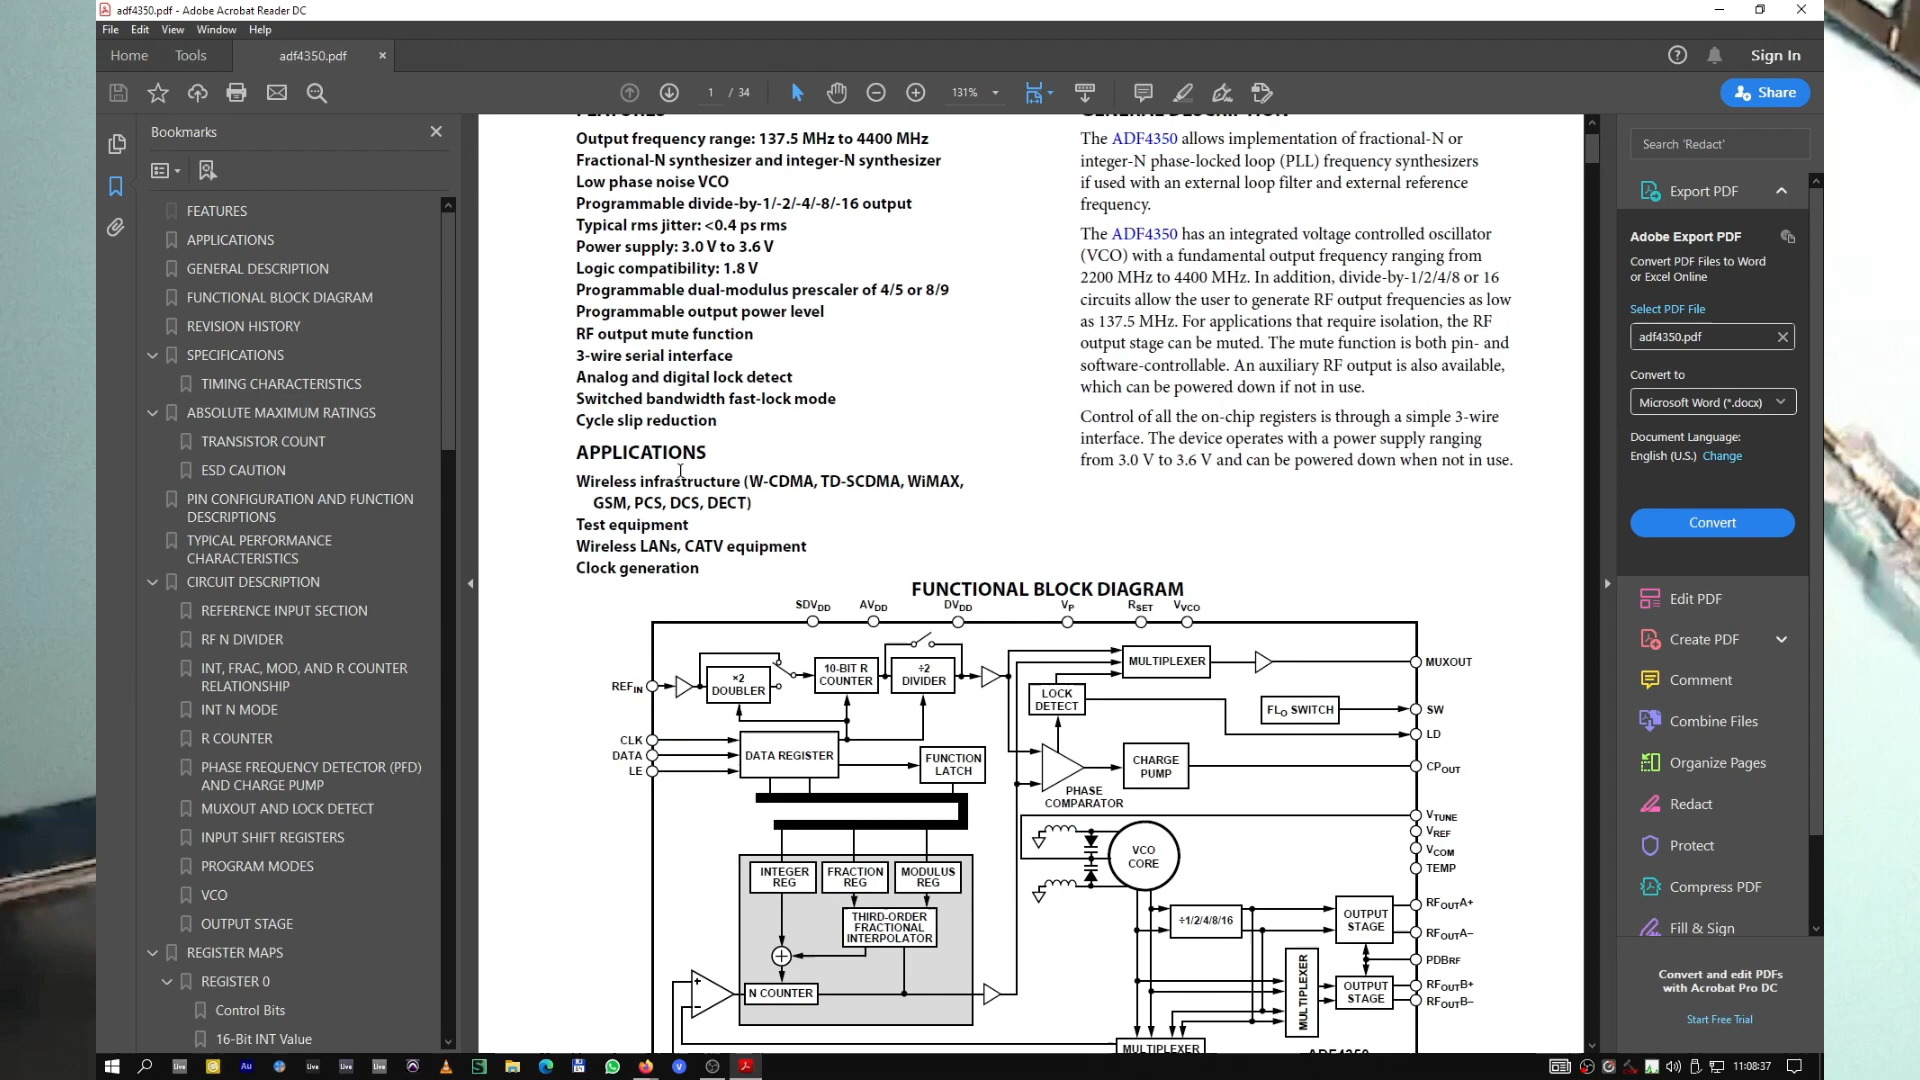 adf4350.pdf - Adobe Acrobat Reader DC
File Edit View Window Help
Home Tools adf4350.pdf
Sign In
1 / 34
131%
Share
Bookmarks
FEATURES
APPLICATIONS
GENERAL DESCRIPTION
FUNCTIONAL BLOCK DIAGRAM
REVISION HISTORY
SPECIFICATIONS
TIMING CHARACTERISTICS
ABSOLUTE MAXIMUM RATINGS
TRANSISTOR COUNT
ESD CAUTION
PIN CONFIGURATION AND FUNCTION
DESCRIPTIONS
TYPICAL PERFORMANCE
CHARACTERISTICS
CIRCUIT DESCRIPTION
REFERENCE INPUT SECTION
RF N DIVIDER
INT, FRAC, MOD, AND R COUNTER
RELATIONSHIP
INT N MODE
R COUNTER
PHASE FREQUENCY DETECTOR (PFD)
AND CHARGE PUMP
MUXOUT AND LOCK DETECT
INPUT SHIFT REGISTERS
PROGRAM MODES
VCO
OUTPUT STAGE
REGISTER MAPS
REGISTER 0
Control Bits
16-Bit INT Value
FEATURES
Output frequency range: 137.5 MHz to 4400 MHz
Fractional-N synthesizer and integer-N synthesizer
Low phase noise VCO
Programmable divide-by-1/-2/-4/-8/-16 output
Typical rms jitter: <0.4 ps rms
Power supply: 3.0 V to 3.6 V
Logic compatibility: 1.8 V
Programmable dual-modulus prescaler of 4/5 or 8/9
Programmable output power level
RF output mute function
3-wire serial interface
Analog and digital lock detect
Switched bandwidth fast-lock mode
Cycle slip reduction
APPLICATIONS
Wireless infrastructure (W-CDMA, TD-SCDMA, WiMAX,
GSM, PCS, DCS, DECT)
Test equipment
Wireless LANs, CATV equipment
Clock generation
GENERAL DESCRIPTION
The ADF4350 allows implementation of fractional-N or
integer-N phase-locked loop (PLL) frequency synthesizers
if used with an external loop filter and external reference
frequency.
The ADF4350 has an integrated voltage controlled oscillator
(VCO) with a fundamental output frequency ranging from
2200 MHz to 4400 MHz. In addition, divide-by-1/2/4/8 or 16
circuits allow the user to generate RF output frequencies as low
as 137.5 MHz. For applications that require isolation, the RF
output stage can be muted. The mute function is both pin- and
software-controllable. An auxiliary RF output is also available,
which can be powered down if not in use.
Control of all the on-chip registers is through a simple 3-wire
interface. The device operates with a power supply ranging
from 3.0 V to 3.6 V and can be powered down when not in use.
FUNCTIONAL BLOCK DIAGRAM
SDVDD AVDD DVDD VP RSET VVCO
REFIN
×2
DOUBLER
10-BIT R
COUNTER
÷2
DIVIDER
MULTIPLEXER
MUXOUT
LOCK
DETECT
FLO SWITCH
SW
LD
CLK
DATA
LE
DATA REGISTER
FUNCTION
LATCH
PHASE
COMPARATOR
CHARGE
PUMP
CPOUT
VTUNE
VREF
VCOM
TEMP
VCO
CORE
INTEGER
REG
FRACTION
REG
MODULUS
REG
THIRD-ORDER
FRACTIONAL
INTERPOLATOR
N COUNTER
÷1/2/4/8/16
OUTPUT
STAGE
RFOUTA+
RFOUTA–
PDBRF
MULTIPLEXER
OUTPUT
STAGE
RFOUTB+
RFOUTB–
MULTIPLEXER
ADF4350
Search 'Redact'
Export PDF
Adobe Export PDF
Convert PDF Files to Word
or Excel Online
Select PDF File
adf4350.pdf
Convert to
Microsoft Word (*.docx)
Document Language:
English (U.S.) Change
Convert
Edit PDF
Create PDF
Comment
Combine Files
Organize Pages
Redact
Protect
Compress PDF
Fill & Sign
Convert and edit PDFs
with Acrobat Pro DC
Start Free Trial
Live Au Live Live Live
11:08:37